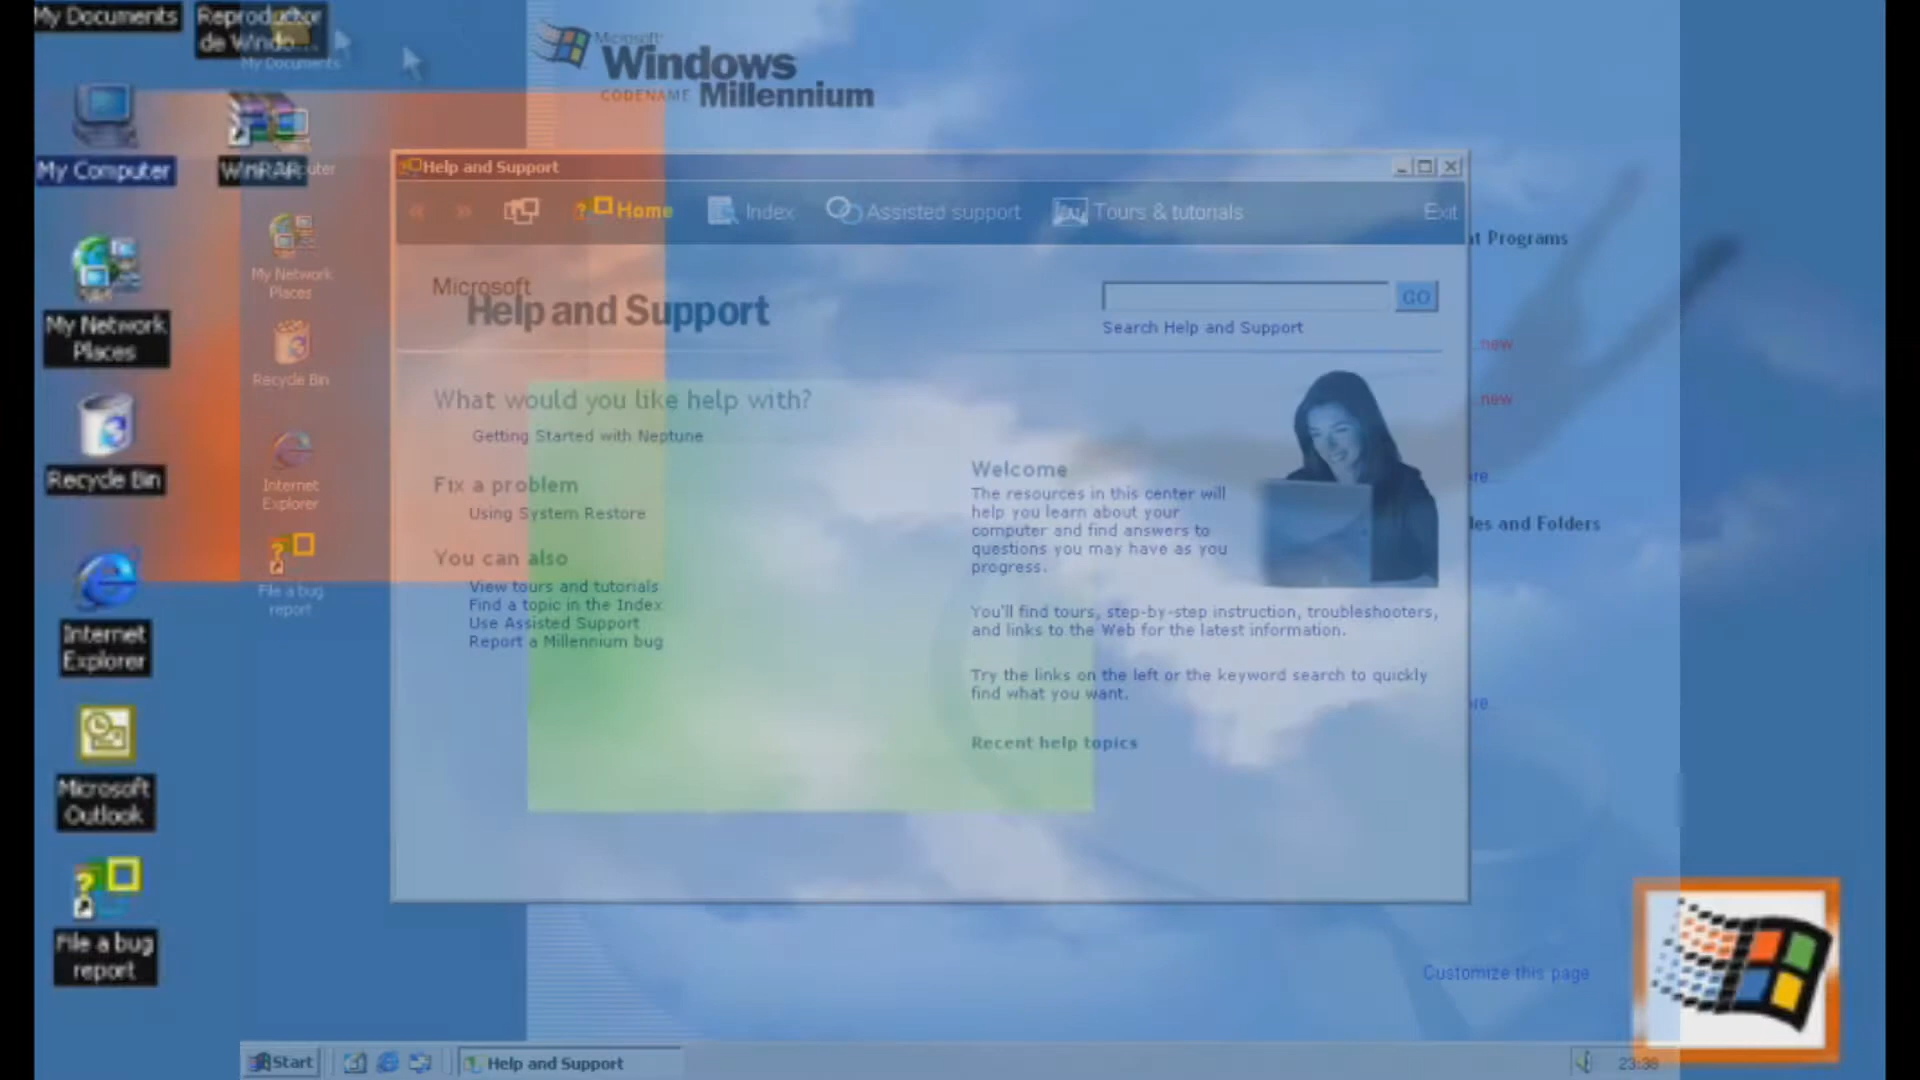 My Documents
Reproductor
de Windo...
My Documents
Microsoft
Windows
CODENAME Millennium
My Computer
WinRAR
Help and Support
Home
Index
Assisted support
Tours & tutorials
Exit
t Programs
My Network
Places
My Network
Places
Microsoft
Help and Support
GO
Search Help and Support
new
Recycle Bin
Recycle Bin
What would you like help with?
Getting Started with Neptune
new
Fix a problem
Using System Restore
Welcome
The resources in this center will
help you learn about your
computer and find answers to
questions you may have as you
progress.
Internet
Explorer
les and Folders
You can also
View tours and tutorials
Find a topic in the Index
Use Assisted Support
Report a Millennium bug
File a bug
report
You'll find tours, step-by-step instruction, troubleshooters,
and links to the Web for the latest information.
Internet
Explorer
Try the links on the left or the keyword search to quickly
find what you want.
Recent help topics
Microsoft
Outlook
File a bug
report
Customize this page
Start
Help and Support
23:38